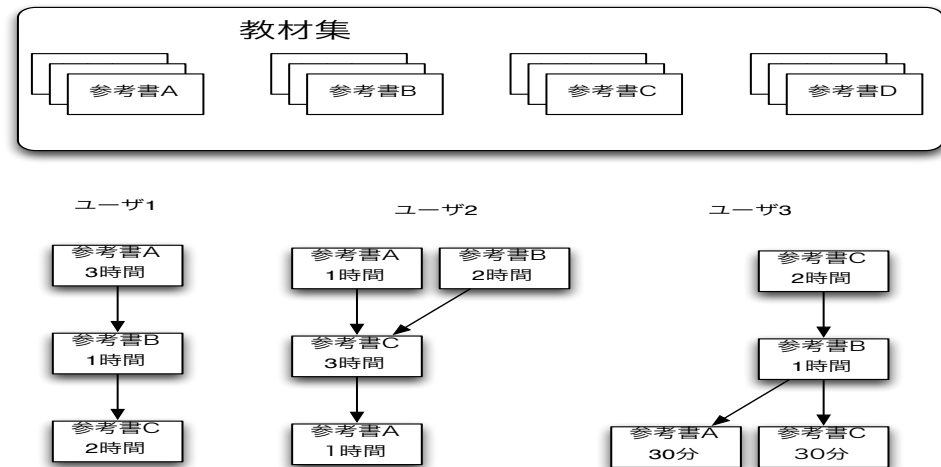 教材集
参考書A
参考書B
参考書C
参考書D
ユーザ1
参考書A
3時間
参考書B
1時間
参考書C
2時間
ユーザ2
参考書A
1時間
参考書B
2時間
参考書C
3時間
参考書A
1時間
ユーザ3
参考書C
2時間
参考書B
1時間
参考書A
30分
参考書C
30分